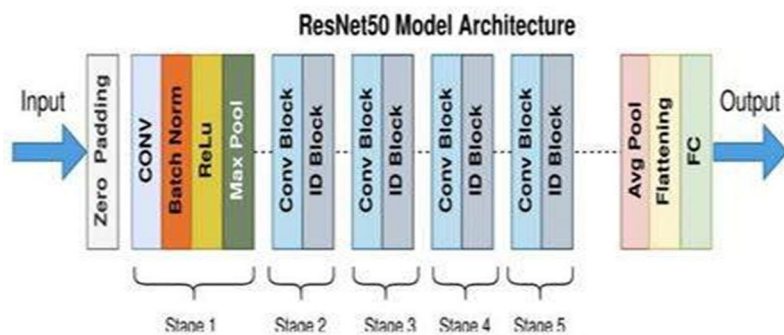 ResNet50 Model Architecture
Input
Zero Padding
CONV
Batch Norm
ReLu
Max Pool
Conv Block
ID Block
Conv Block
ID Block
Conv Block
ID Block
Conv Block
ID Block
Avg Pool
Flattening
FC
Output
Stage 1
Stage 2
Stage 3
Stage 4
Stage 5